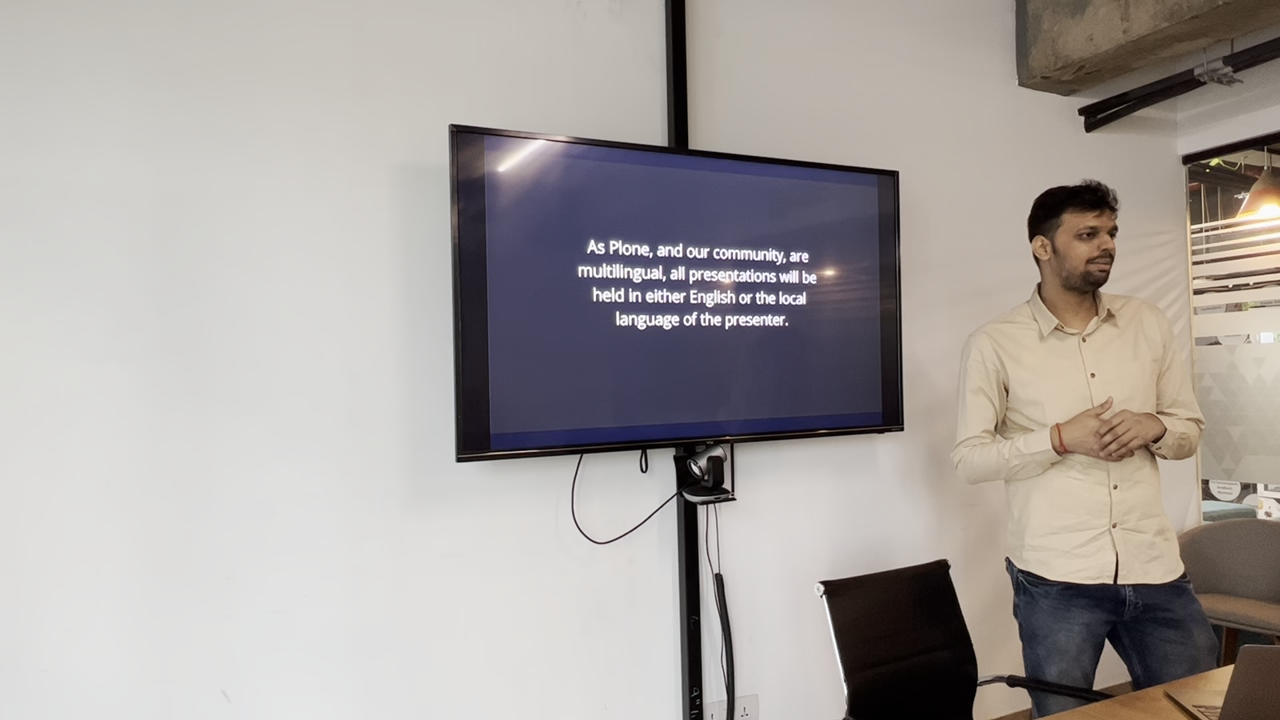 As Plone, and our community, are
multilingual, all presentations will be
held in either English or the local
language of the presenter.